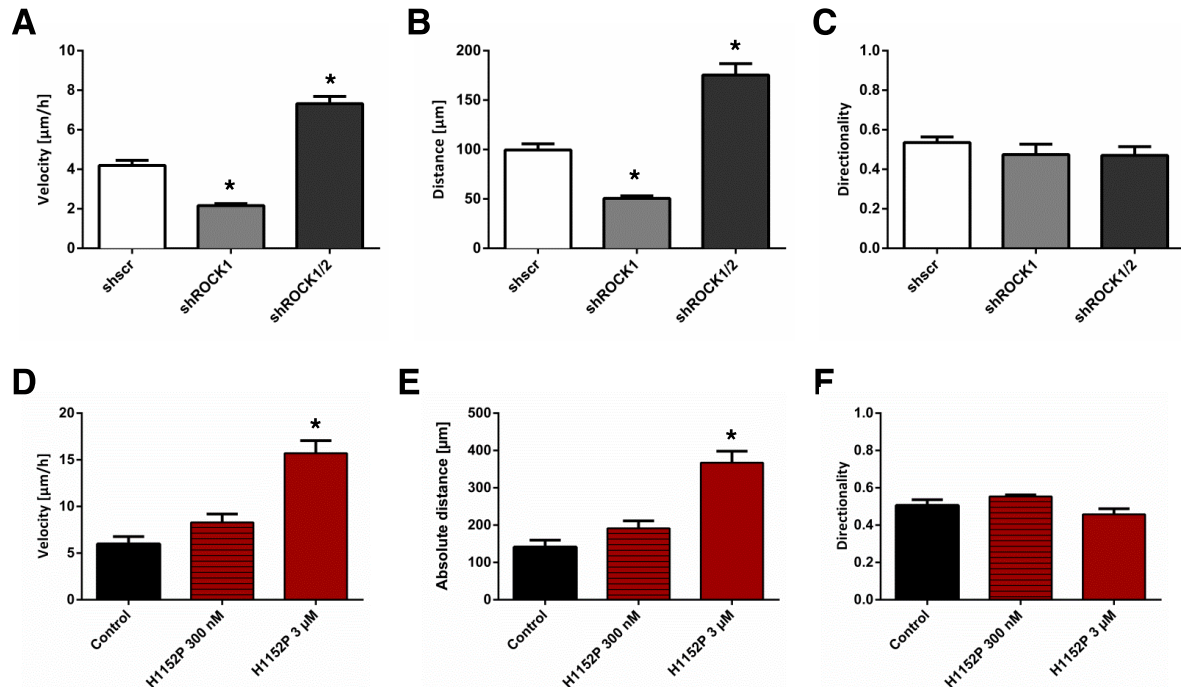 A
Velocity [µm/h]
10
8
6
4
2
0
*
*
shscr
shROCK1
shROCK1/2
B
Distance [µm]
200
150
100
50
0
*
*
shscr
shROCK1
shROCK1/2
C
Directionality
1.0
0.8
0.6
0.4
0.2
0.0
shscr
shROCK1
shROCK1/2
D
Velocity [µm/h]
20
15
10
5
0
*
Control
H1152P 300 nM
H1152P 3 µM
E
Absolute distance [µm]
500
400
300
200
100
0
*
Control
H1152P 300 nM
H1152P 3 µM
F
Directionality
1.0
0.8
0.6
0.4
0.2
0.0
Control
H1152P 300 nM
H1152P 3 µM